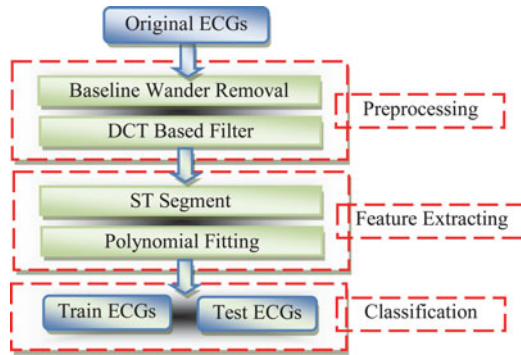 Original ECGs
Baseline Wander Removal
Preprocessing
DCT Based Filter
ST Segment
Feature Extracting
Polynomial Fitting
Train ECGs
Test ECGs
Classification